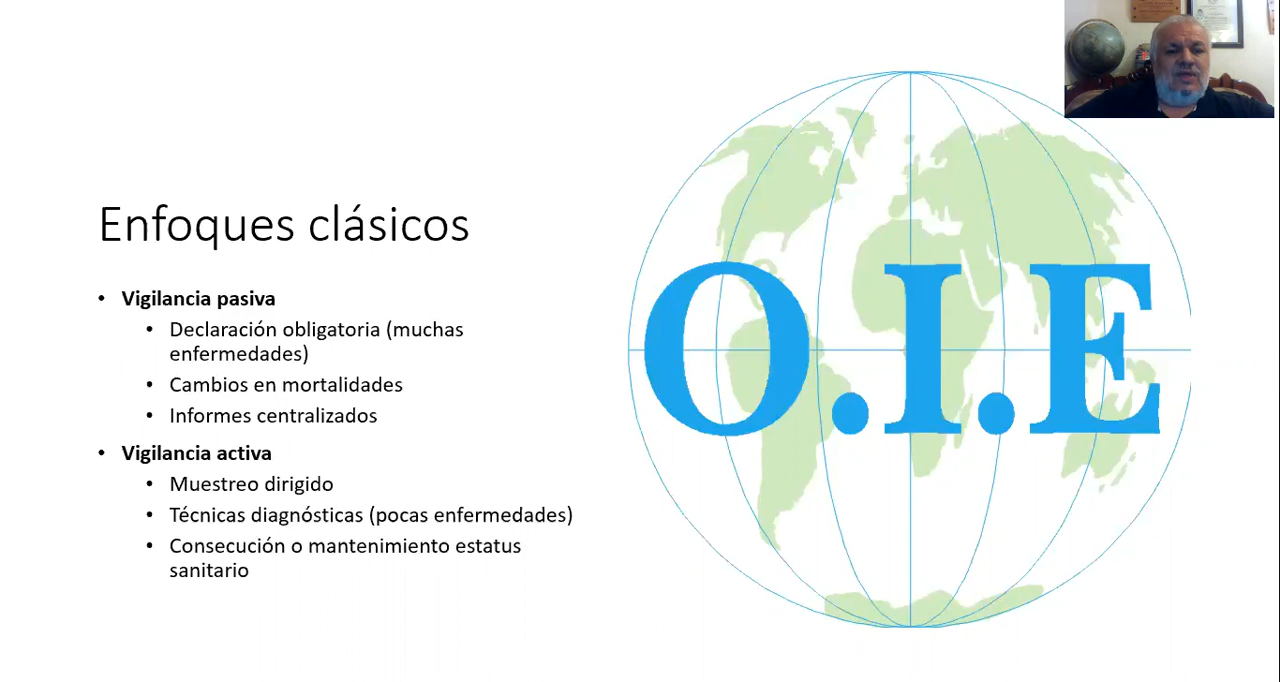 Enfoques clásicos
• Vigilancia pasiva
• Declaración obligatoria (muchas
enfermedades)
• Cambios en mortalidades
• Informes centralizados
• Vigilancia activa
• Muestreo dirigido
• Técnicas diagnósticas (pocas enfermedades)
• Consecución o mantenimiento estatus
sanitario
O.I.E